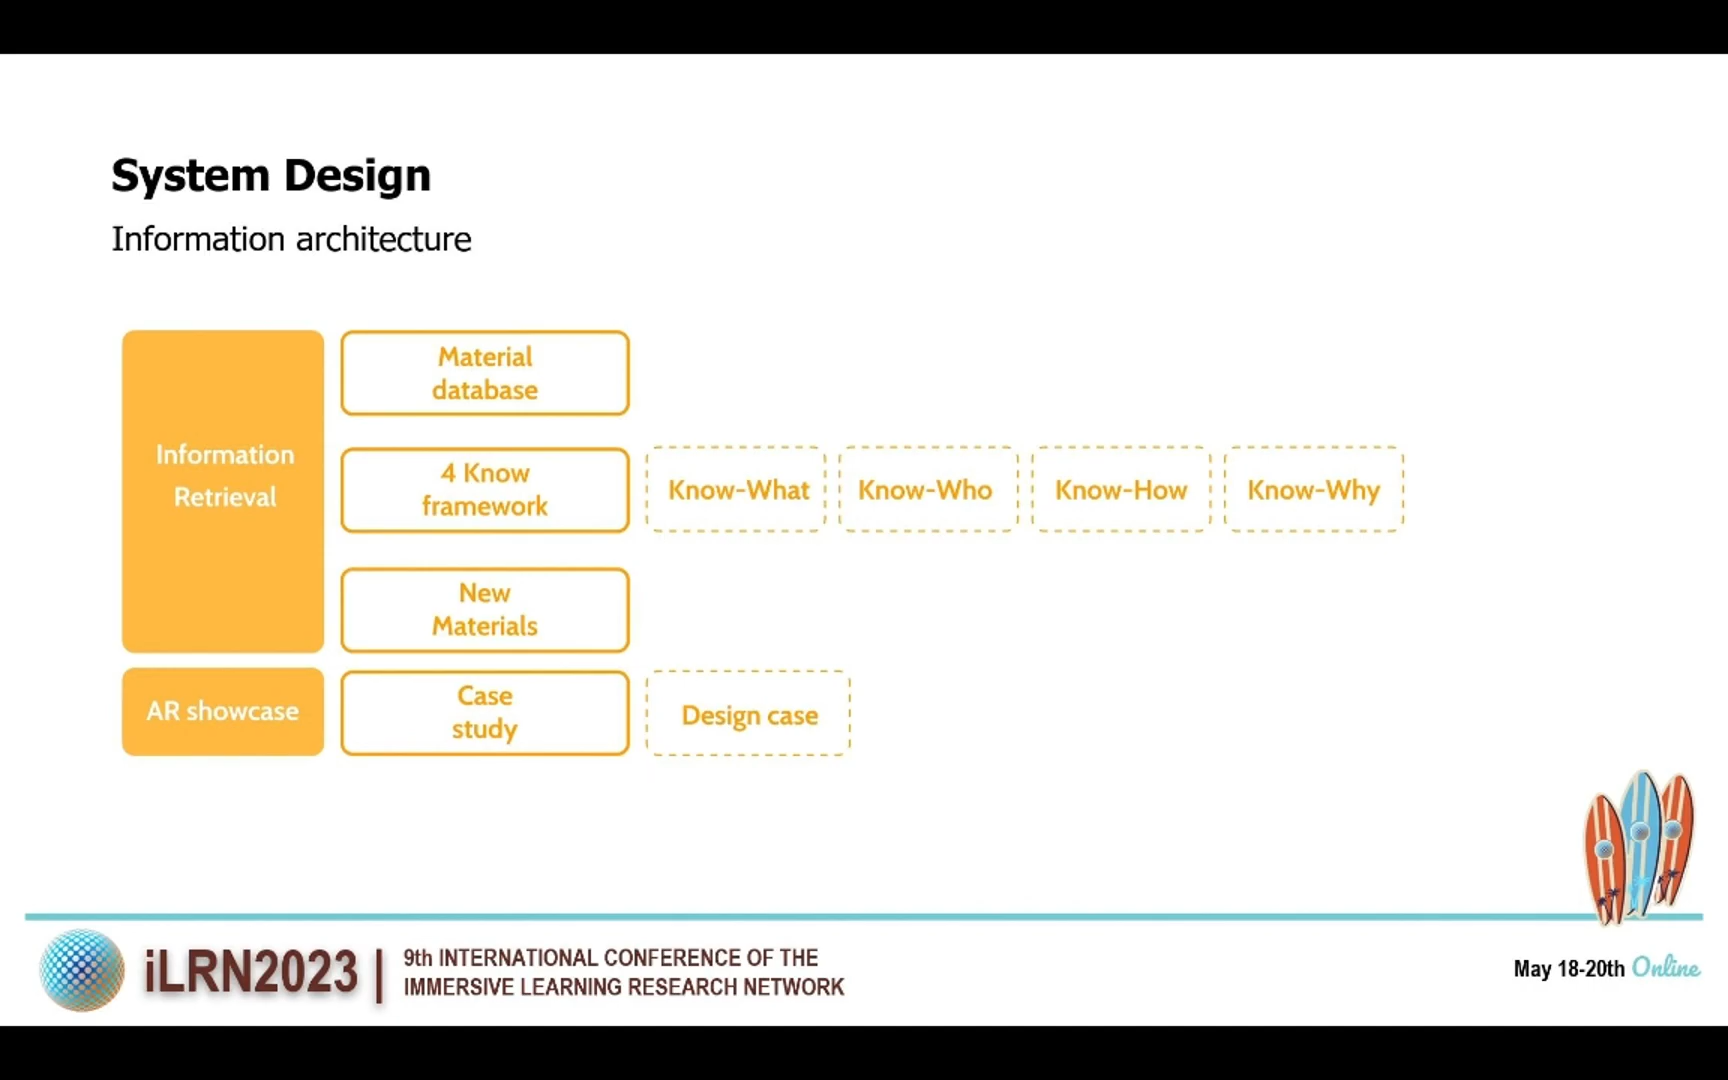 System Design
Information architecture
Information
Retrieval
Material
database
4 Know
framework
Know-What
Know-Who
Know-How
Know-Why
New
Materials
AR showcase
Case
study
Design case
iLRN2023 |
9th INTERNATIONAL CONFERENCE OF THE
IMMERSIVE LEARNING RESEARCH NETWORK
May 18-20th Online